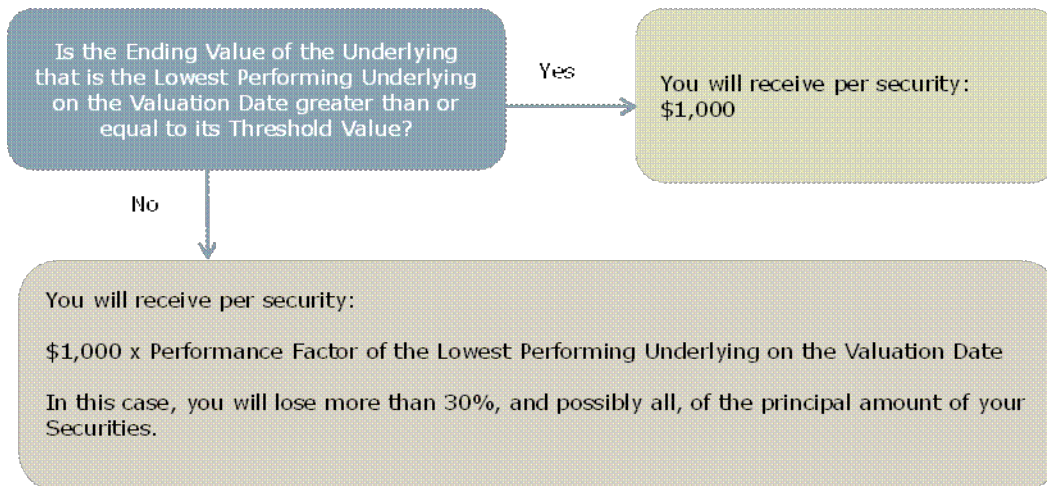 Is the Ending Value of the Underlying
that is the Lowest Performing Underlying
on the Valuation Date greater than or
equal to its Threshold Value?
Yes
You will receive per security:
$1,000
No
You will receive per security:
$1,000 x Performance Factor of the Lowest Performing Underlying on the Valuation Date
In this case, you will lose more than 30%, and possibly all, of the principal amount of your
Securities.